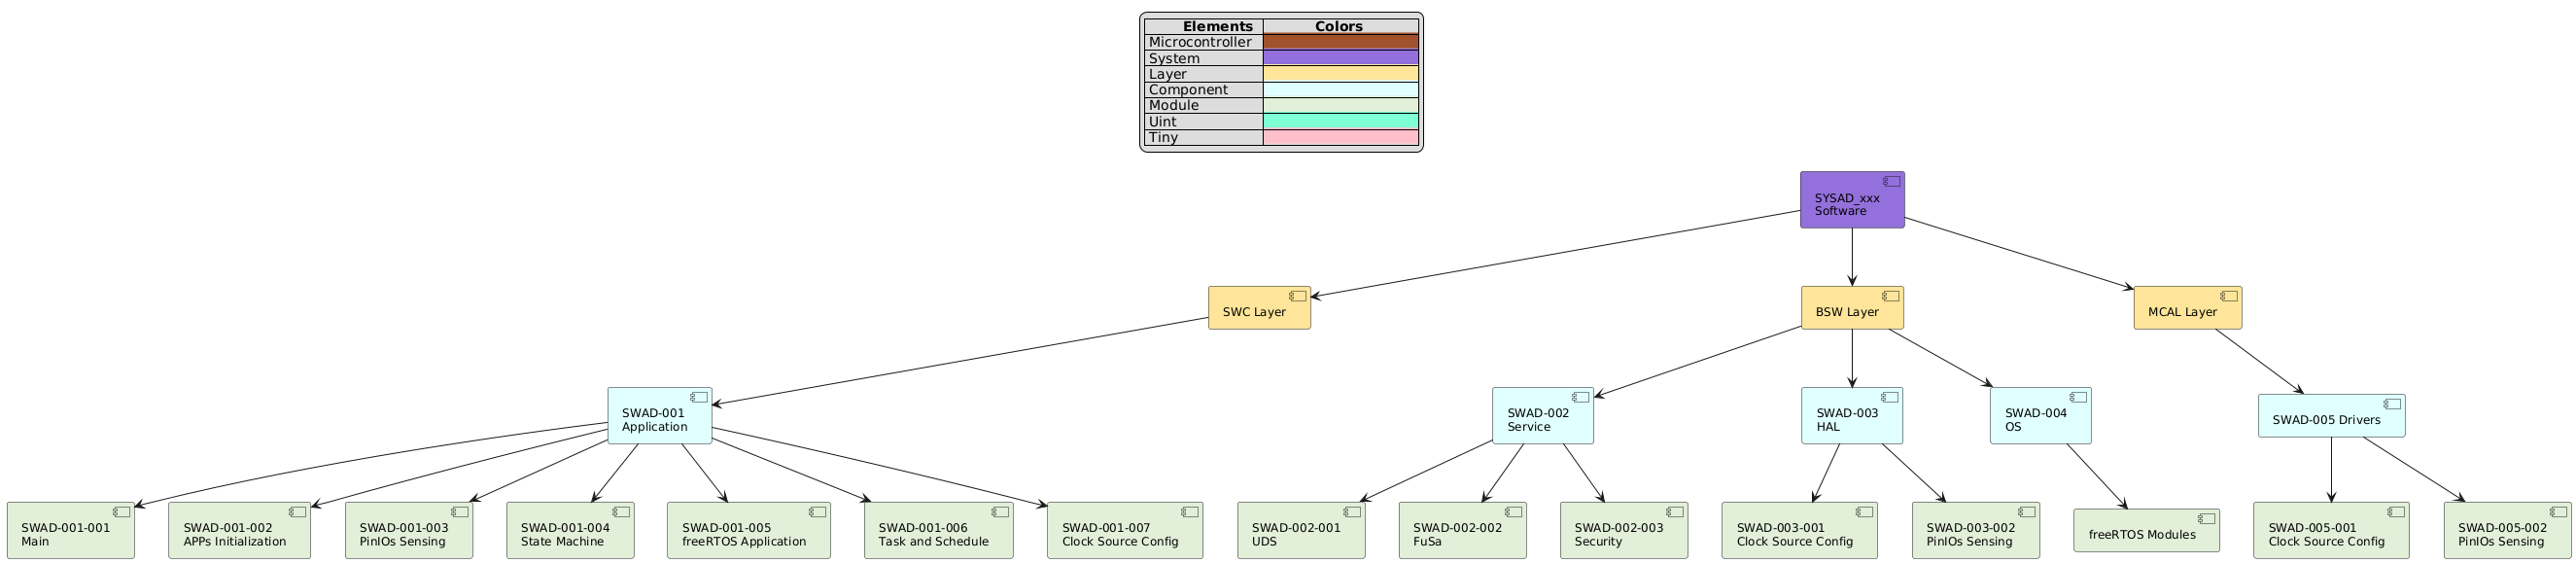 Elements Colors
Microcontroller
System
Layer
Component
Module
Uint
Tiny
SYSAD_xxx
Software
SWC Layer
BSW Layer
MCAL Layer
SWAD-001
Application
SWAD-002
Service
SWAD-003
HAL
SWAD-004
OS
SWAD-005 Drivers
SWAD-001-001
Main
SWAD-001-002
APPs Initialization
SWAD-001-003
PinIOs Sensing
SWAD-001-004
State Machine
SWAD-001-005
freeRTOS Application
SWAD-001-006
Task and Schedule
SWAD-001-007
Clock Source Config
SWAD-002-001
UDS
SWAD-002-002
FuSa
SWAD-002-003
Security
SWAD-003-001
Clock Source Config
SWAD-003-002
PinIOs Sensing
freeRTOS Modules
SWAD-005-001
Clock Source Config
SWAD-005-002
PinIOs Sensing